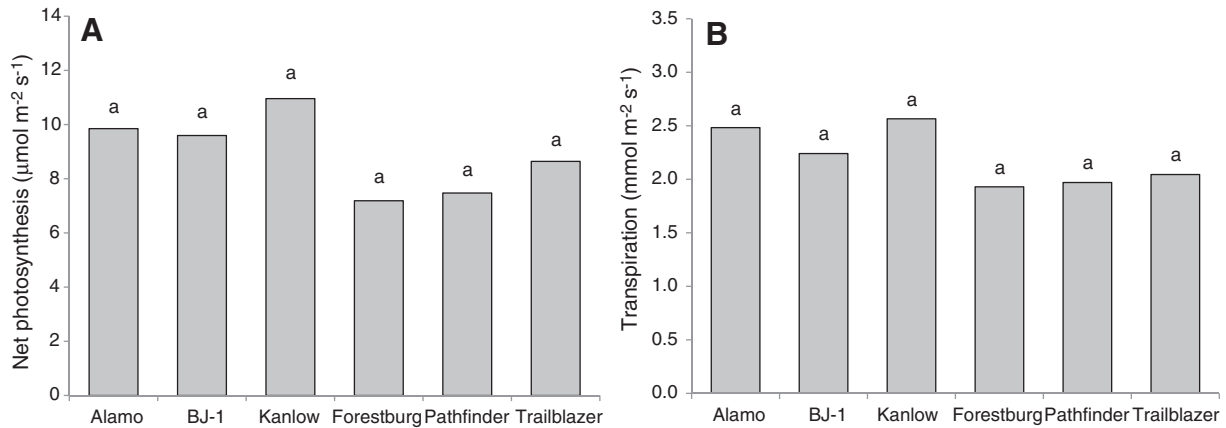 A
Net photosynthesis (μmol m-2 s-1)
14
12
10
8
6
4
2
0
a
a
a
a
a
a
Alamo
BJ-1
Kanlow
Forestburg
Pathfinder
Trailblazer
B
Transpiration (mmol m-2 s-1)
3.5
3.0
2.5
2.0
1.5
1.0
0.5
0.0
a
a
a
a
a
a
Alamo
BJ-1
Kanlow
Forestburg
Pathfinder
Trailblazer